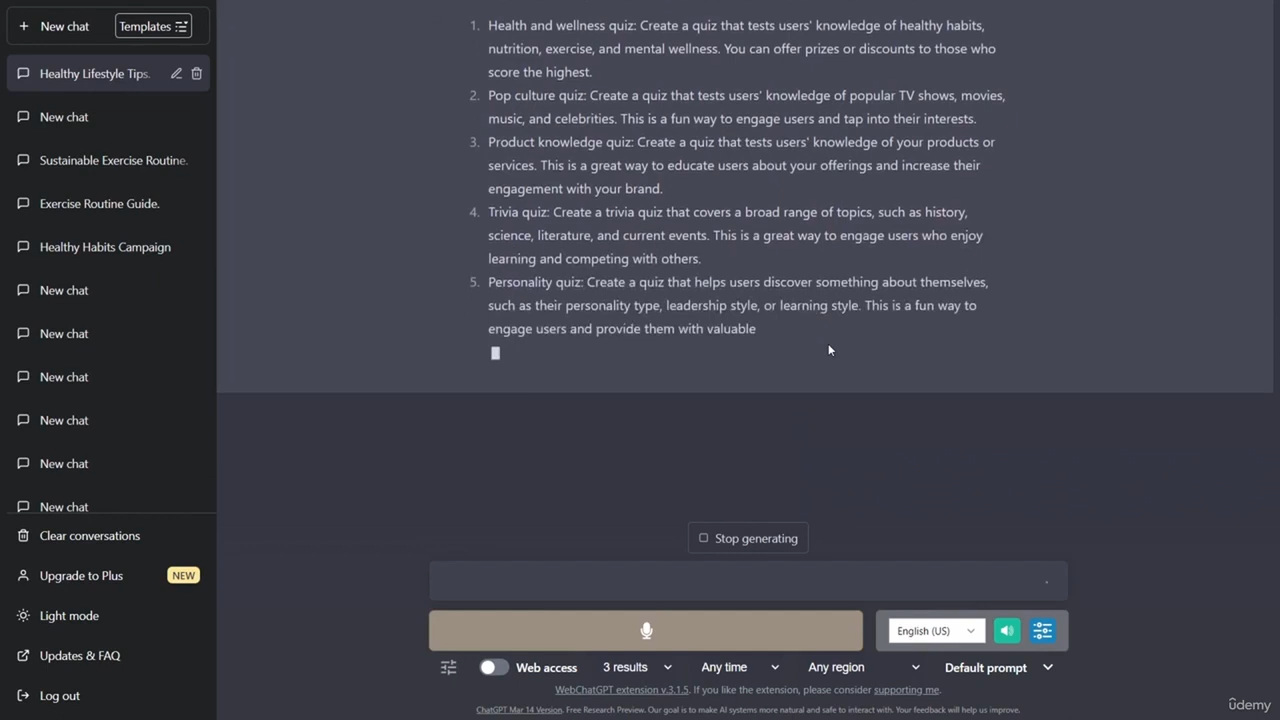 New chat
Templates
Healthy Lifestyle Tips.
New chat
Sustainable Exercise Routine.
Exercise Routine Guide.
Healthy Habits Campaign
New chat
New chat
New chat
New chat
New chat
New chat
Clear conversations
Upgrade to Plus NEW
Light mode
Updates & FAQ
Log out
1. Health and wellness quiz: Create a quiz that tests users' knowledge of healthy habits,
nutrition, exercise, and mental wellness. You can offer prizes or discounts to those who
score the highest.
2. Pop culture quiz: Create a quiz that tests users' knowledge of popular TV shows, movies,
music, and celebrities. This is a fun way to engage users and tap into their interests.
3. Product knowledge quiz: Create a quiz that tests users' knowledge of your products or
services. This is a great way to educate users about your offerings and increase their
engagement with your brand.
4. Trivia quiz: Create a trivia quiz that covers a broad range of topics, such as history,
science, literature, and current events. This is a great way to engage users who enjoy
learning and competing with others.
5. Personality quiz: Create a quiz that helps users discover something about themselves,
such as their personality type, leadership style, or learning style. This is a fun way to
engage users and provide them with valuable
Stop generating
English (US)
Web access 3 results Any time Any region Default prompt
WebChatGPT extension v.3.1.5. If you like the extension, please consider supporting me.
ChatGPT Mar 14 Version. Free Research Preview. Our goal is to make AI systems more natural and safe to interact with. Your feedback will help us improve.
ûdemy